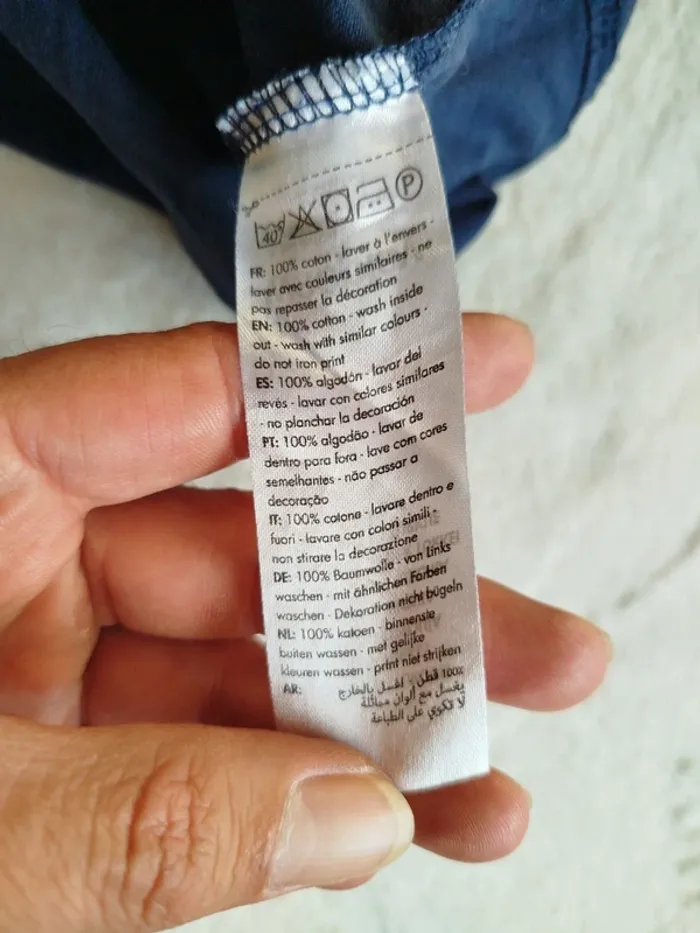 40 P
FR: 100% coton - laver à l'envers -
laver avec couleurs similaires - ne
pas repasser la décoration
EN: 100% cotton - wash inside
out - wash with similar colours -
do not iron print
ES: 100% algodón - lavar del
revés - lavar con colores similares
- no planchar la decoración
PT: 100% algodão - lavar de
dentro para fora - lave com cores
semelhantes - não passar a
decoração
IT: 100% cotone - lavare dentro e
fuori - lavare con colori simili -
non stirare la decorazione
DE: 100% Baumwolle - von Links
waschen - mit ähnlichen Farben
waschen - Dekoration nicht bügeln
NL: 100% katoen - binnenste
buiten wassen - met gelijke
kleuren wassen - print niet strijken
AR: 100% قطن - اغسل بالخارج
يغسل مع ألوان مماثلة
لا تكوي على الطباعة